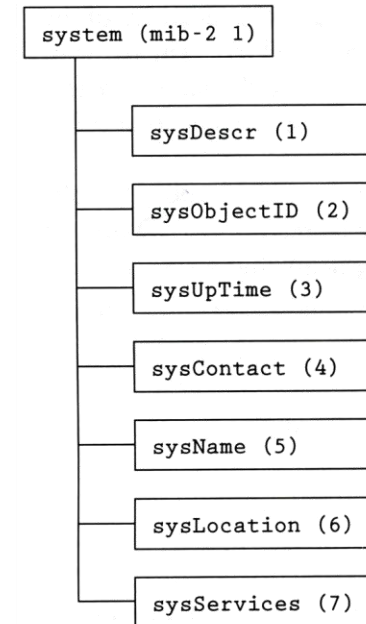 system (mib-2 1)
sysDescr (1)
sysObjectID (2)
sysUpTime (3)
sysContact (4)
sysName (5)
sysLocation (6)
sysServices (7)